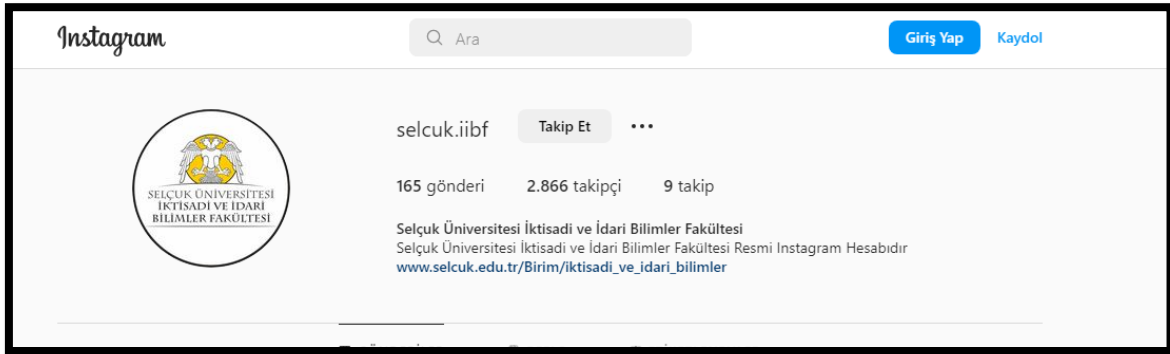 Instagram
Ara
Giriş Yap
Kaydol
SELÇUK ÜNİVERSİTESİ
İKTİSADİ VE İDARİ
BİLİMLER FAKÜLTESİ
selcuk.iibf
Takip Et
165 gönderi 2.866 takipçi 9 takip
Selçuk Üniversitesi İktisadi ve İdari Bilimler Fakültesi
Selçuk Üniversitesi İktisadi ve İdari Bilimler Fakültesi Resmi Instagram Hesabıdır
www.selcuk.edu.tr/Birim/iktisadi_ve_idari_bilimler